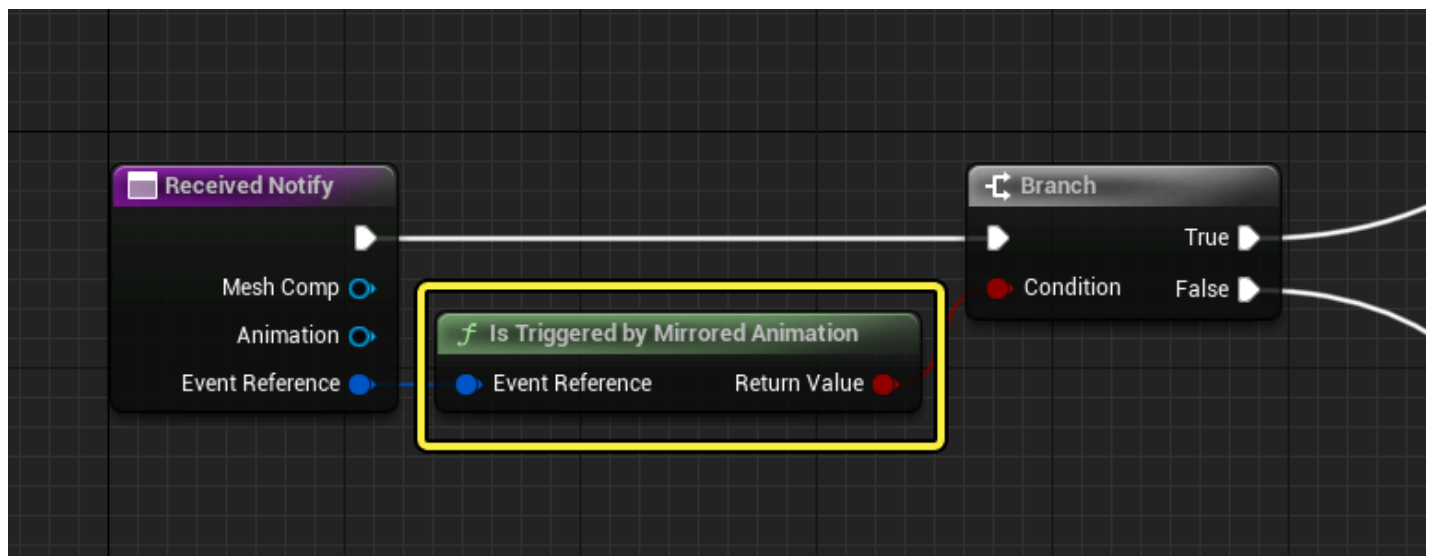 Received Notify
Mesh Comp
Animation
Event Reference
Is Triggered by Mirrored Animation
Event Reference Return Value
Branch
True
Condition False